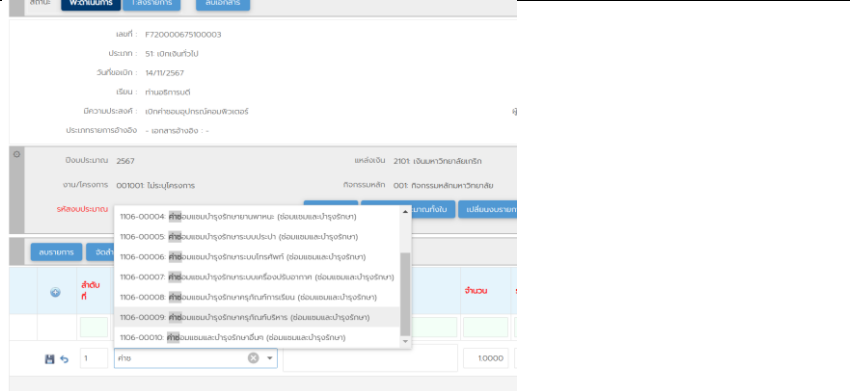 สถานะ W:ดำเนินการ 1:ส่งรายการ ลบเอกสาร
เลขที่ : F720000675100003
ประเภท : 51: เบิกเงินทั่วไป
วันที่ขอเบิก : 14/11/2567
เรียน : ท่านอธิการบดี
มีความประสงค์ : เบิกค่าซ่อมอุปกรณ์คอมพิวเตอร์
ประเภทรายการอ้างอิง - เอกสารอ้างอิง : -
ปีงบประมาณ 2567 แหล่งเงิน 2101: เงินมหาวิทยาลัยเกริก
งาน/โครงการ 001001: ไม่ระบุโครงการ กิจกรรมหลัก 001: กิจกรรมหลักมหาวิทยาลัย
รหัสงบประมาณ
1106-00004: ค่าซ่อมแซมบำรุงรักษายานพาหนะ (ซ่อมแซมและบำรุงรักษา)
1106-00005: ค่าซ่อมแซมบำรุงรักษาระบบประปา (ซ่อมแซมและบำรุงรักษา)
1106-00006: ค่าซ่อมแซมบำรุงรักษาระบบโทรศัพท์ (ซ่อมแซมและบำรุงรักษา)
1106-00007: ค่าซ่อมแซมบำรุงรักษาระบบเครื่องปรับอากาศ (ซ่อมแซมและบำรุงรักษา)
1106-00008: ค่าซ่อมแซมบำรุงรักษาครุภัณฑ์การเรียน (ซ่อมแซมและบำรุงรักษา)
1106-00009: ค่าซ่อมแซมบำรุงรักษาครุภัณฑ์บริหาร (ซ่อมแซมและบำรุงรักษา)
1106-00010: ค่าซ่อมแซมและบำรุงรักษาอื่นๆ (ซ่อมแซมและบำรุงรักษา)
ลบรายการ
ลำดับ
ที่
จำนวน
1 ค่าซ 1.0000